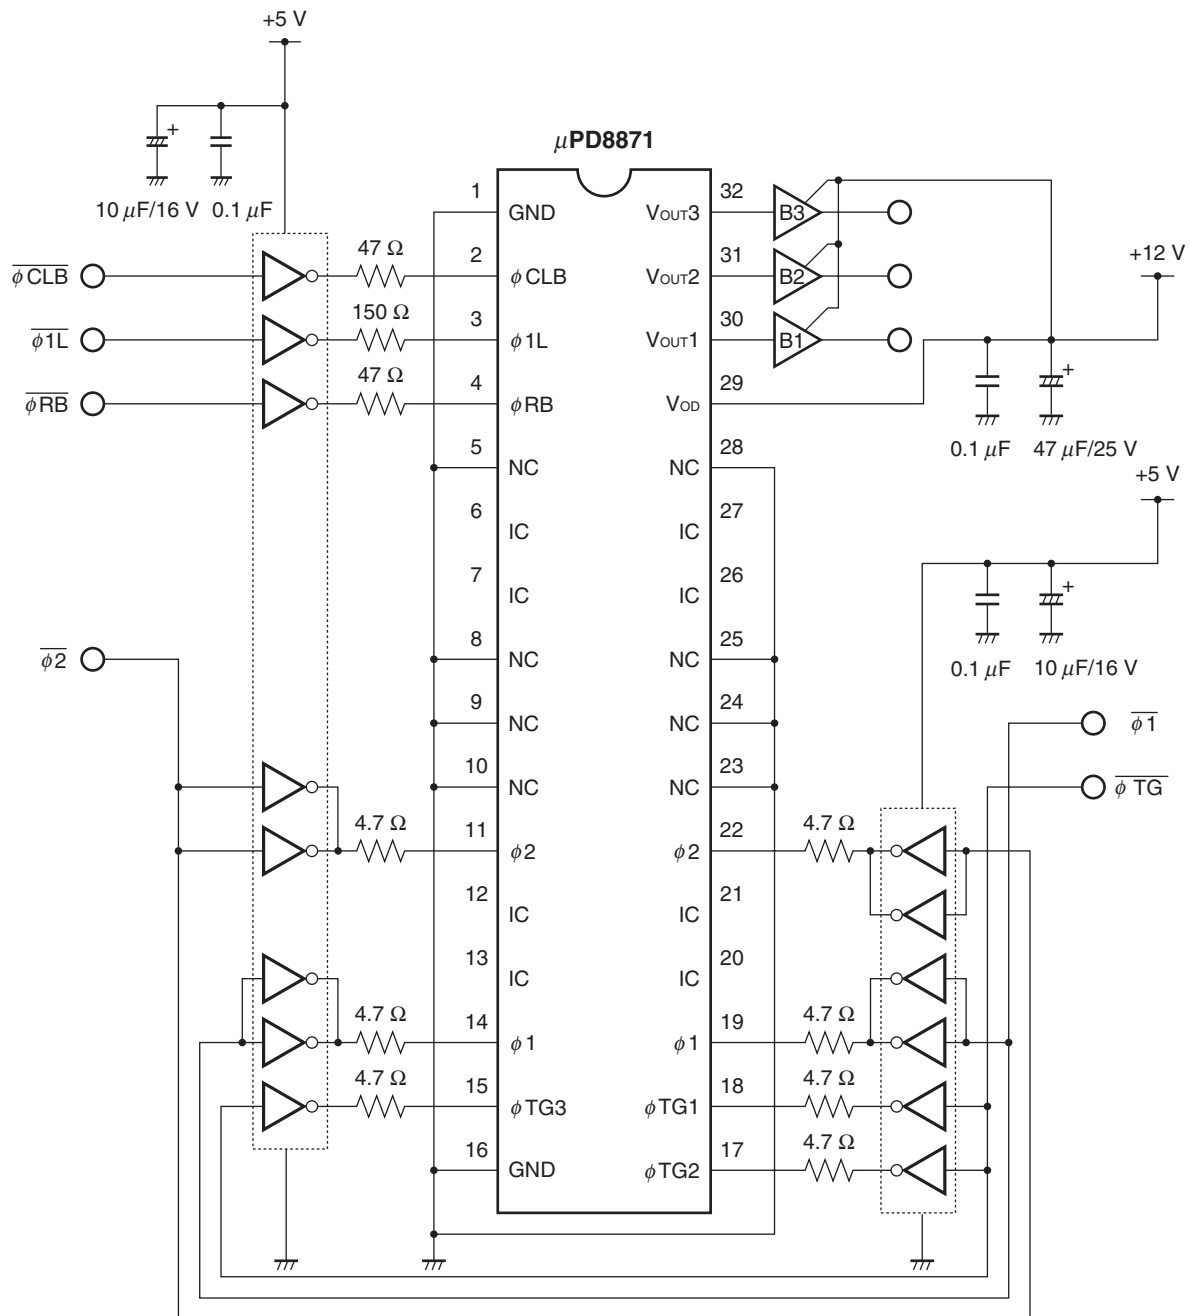 +5 V
+
10 μF/16 V 0.1 μF
μPD8871
1 GND
2 φCLB
3 φ1L
4 φRB
5 NC
6 IC
7 IC
8 NC
9 NC
10 NC
11 φ2
12 IC
13 IC
14 φ1
15 φTG3
16 GND
32 VOUT3
31 VOUT2
30 VOUT1
29 VOD
28 NC
27 IC
26 IC
25 NC
24 NC
23 NC
22 φ2
21 IC
20 IC
19 φ1
18 φTG1
17 φTG2
φCLB
47 Ω
φ1L
150 Ω
φRB
47 Ω
φ2
4.7 Ω
4.7 Ω
4.7 Ω
B3
B2
B1
+12 V
+
0.1 μF 47 μF/25 V
+5 V
+
0.1 μF 10 μF/16 V
φ1
φTG
4.7 Ω
4.7 Ω
4.7 Ω
4.7 Ω